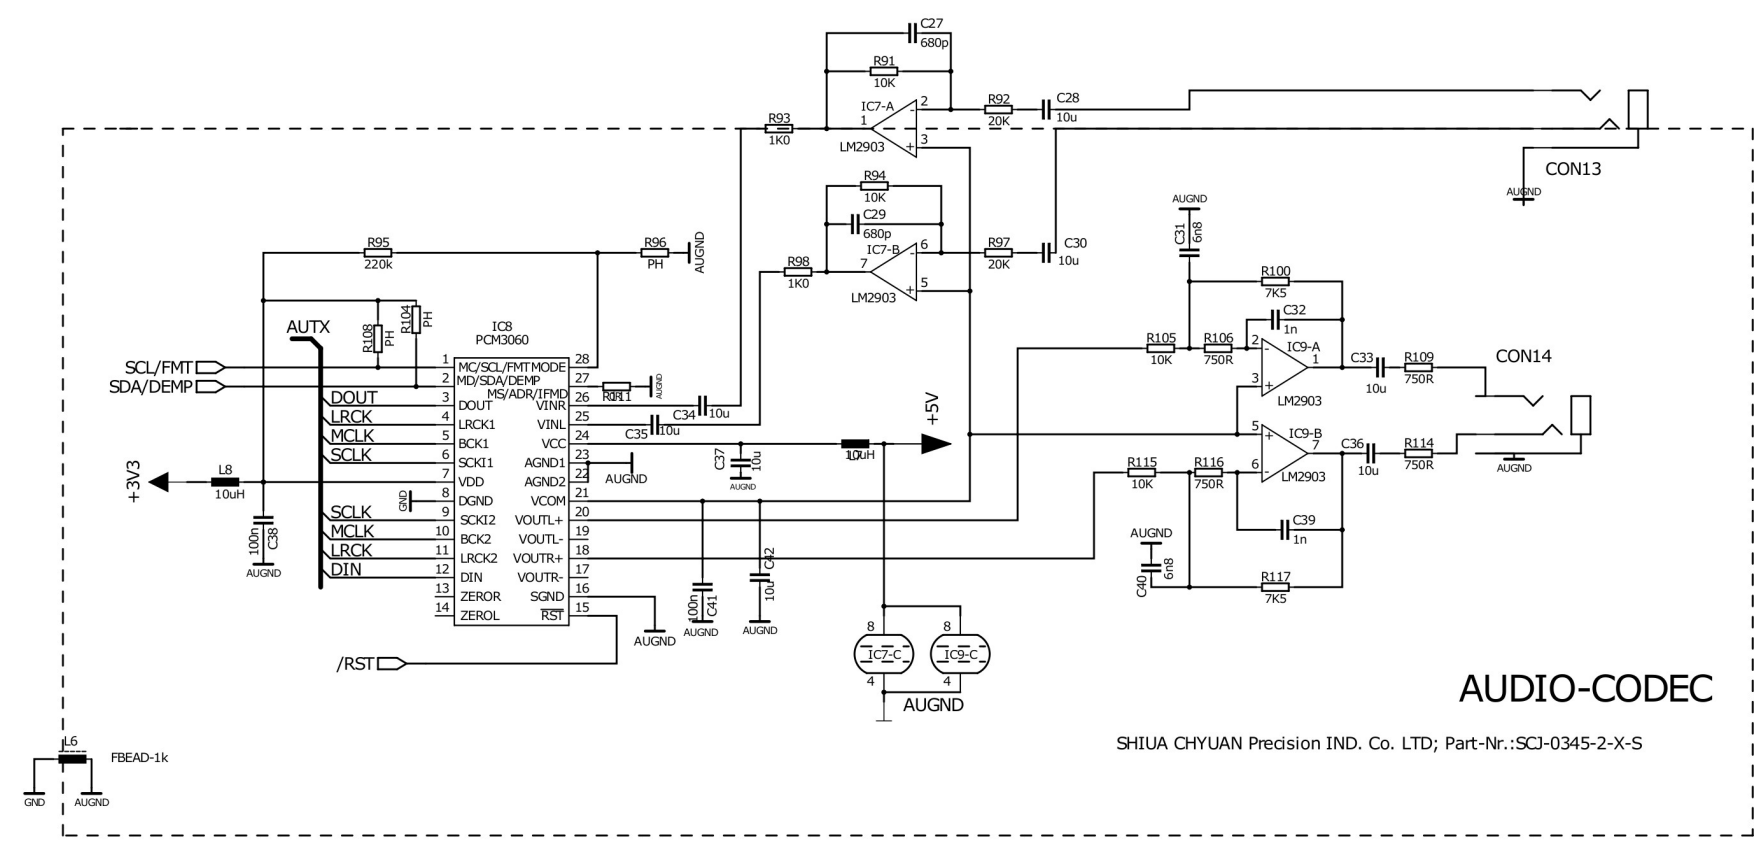 C27
680p
R91
10K
IC7-A
2
1
3
LM2903
R92
20K
C28
10u
R93
1K0
CON13
AUGND
R94
10K
C29
680p
IC7-B
6
7
5
LM2903
R97
20K
C30
10u
R98
1K0
AUGND
C31
6n8
R95
220k
R96
PH
AUGND
R100
7K5
C32
1n
R108
PH
R104
PH
AUTX
IC8
PCM3060
R105
10K
R106
750R
2
IC9-A
1
3
LM2903
C33
10u
R109
750R
CON14
SCL/FMT
SDA/DEMP
1 MC/SCL/FMT MODE 28
2 MD/SDA/DEMP MS/ADR/IFMD 27
DOUT 3 DOUT VINR 26
LRCK 4 LRCK1 VINL 25
MCLK 5 BCK1 VCC 24
SCLK 6 SCKI1 AGND1 23
7 VDD AGND2 22
8 DGND VCOM 21
SCLK 9 SCKI2 VOUTL+ 20
MCLK 10 BCK2 VOUTL- 19
LRCK 11 LRCK2 VOUTR+ 18
DIN 12 DIN VOUTR- 17
13 ZEROR SGND 16
14 ZEROL RST 15
AUGND
C34
10u
C35
10u
+5V
10uH
C37
10u
AUGND
AUGND
5
IC9-B
7
6
LM2903
C36
10u
R114
750R
AUGND
R115
10K
R116
750R
+3V3
L8
10uH
GND
100n
C38
AUGND
C39
1n
AUGND
C40
6n8
R117
7K5
100n
C41
AUGND
C42
10u
AUGND
AUGND
/RST
8
IC7-C
4
8
IC9-C
4
AUGND
AUDIO-CODEC
SHIUA CHYUAN Precision IND. Co. LTD; Part-Nr.:SCJ-0345-2-X-S
L6
FBEAD-1k
GND
AUGND